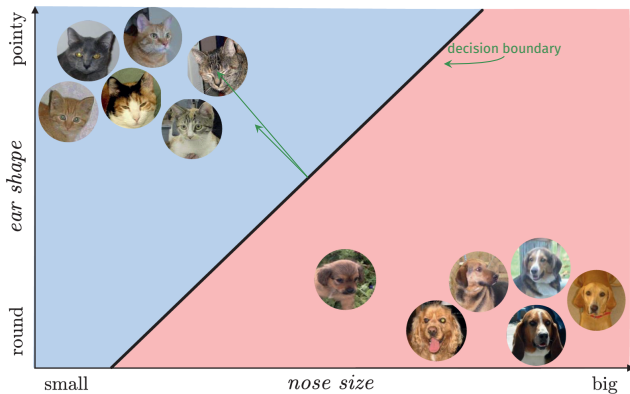 pointy
decision boundary
ear shape
round
small
nose size
big